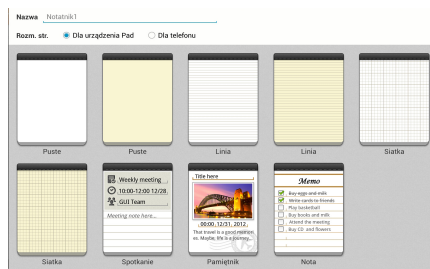 Nazwa Notatnik1
Rozm. str. Dla urządzenia Pad Dla telefonu
Puste Puste Linia Linia Siatka
Weekly meeting
10:00-12:00 12/28
GUI Team
Meeting note here...
Title here
00:00, 12/31, 2012
That travel is a good memory
as. Maybe, life is a journey.
Memo
Buy eggs and milk
Write cards to friends
Play basketball
Buy books and milk
Attend the meeting
Buy CD and flowers
Siatka Spotkanie Pamiętnik Nota